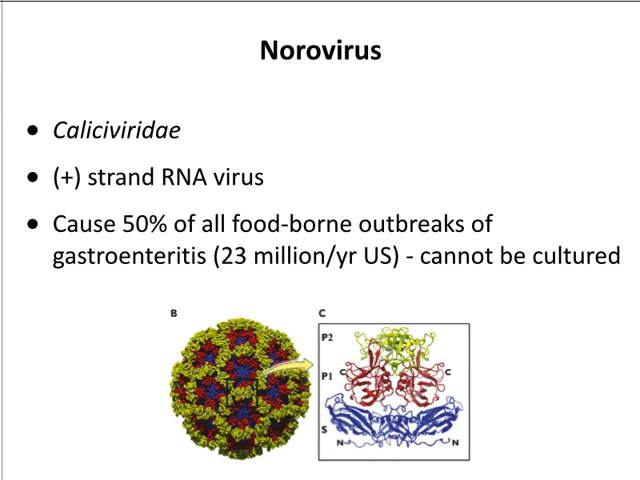 Norovirus
• Caliciviridae
• (+) strand RNA virus
• Cause 50% of all food-borne outbreaks of
gastroenteritis (23 million/yr US) - cannot be cultured
B
C
P2
P1
C
C
S
N
N